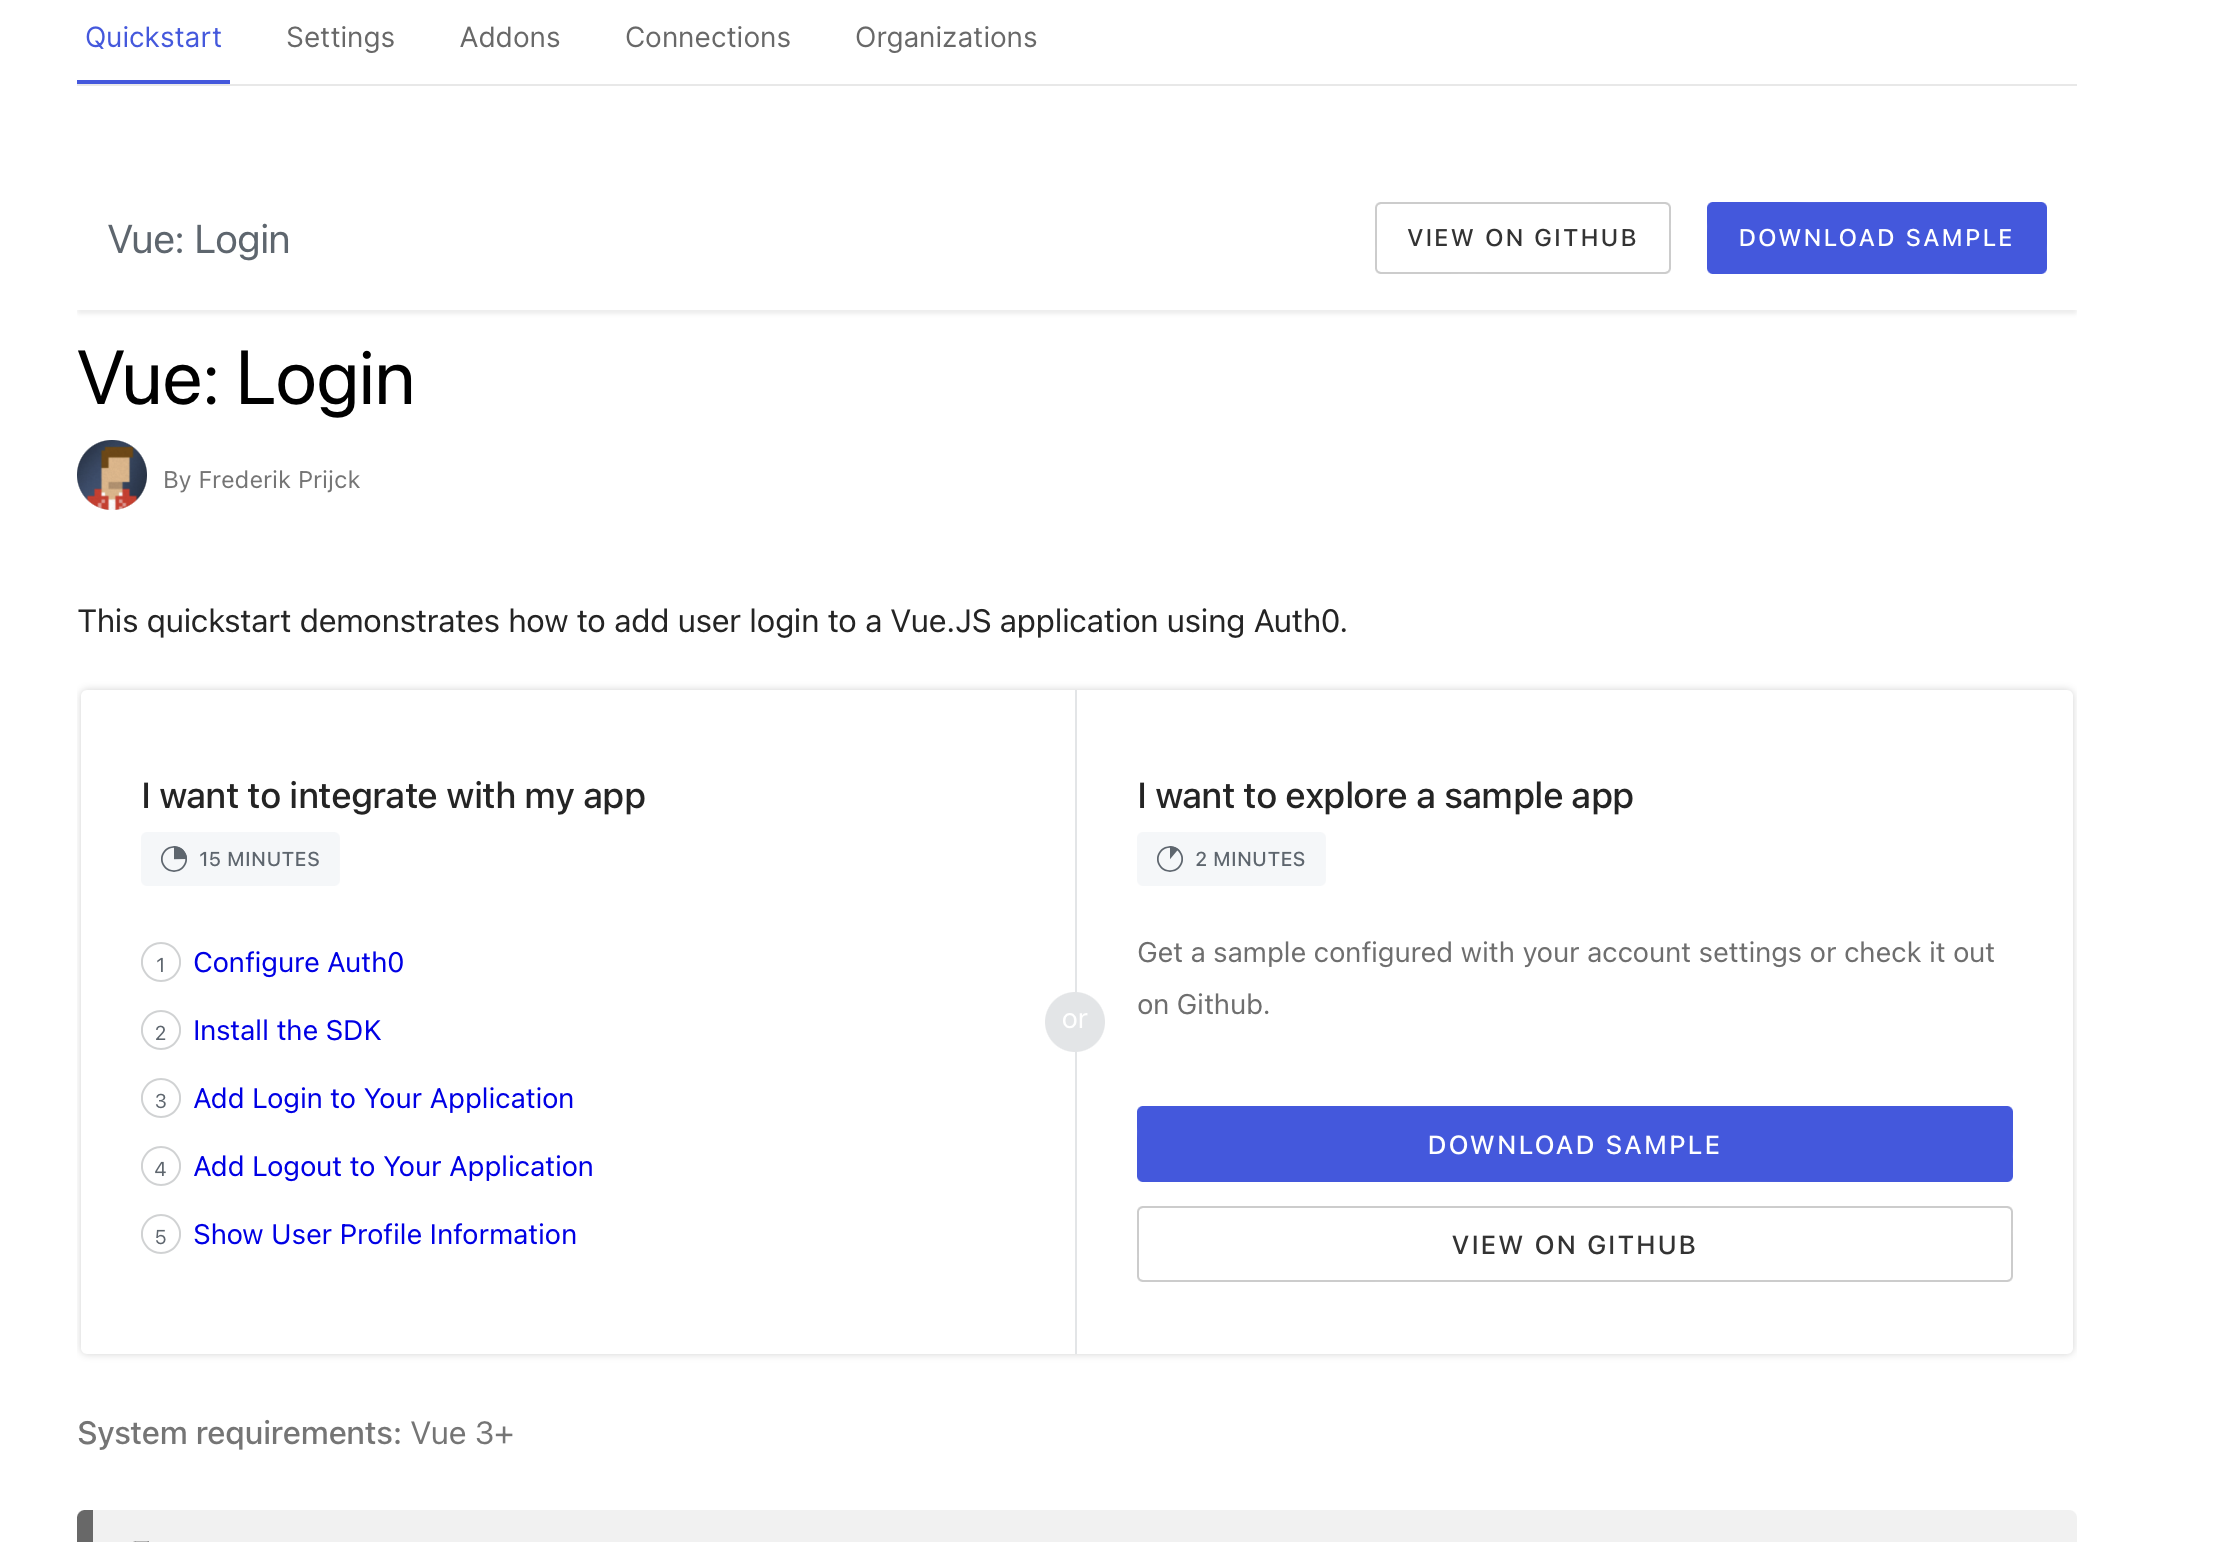 Quickstart Settings Addons Connections Organizations
Vue: Login
VIEW ON GITHUB
DOWNLOAD SAMPLE
Vue: Login
By Frederik Prijck
This quickstart demonstrates how to add user login to a Vue.JS application using Auth0.
I want to integrate with my app
15 MINUTES
1 Configure Auth0
2 Install the SDK
3 Add Login to Your Application
4 Add Logout to Your Application
5 Show User Profile Information
or
I want to explore a sample app
2 MINUTES
Get a sample configured with your account settings or check it out
on Github.
DOWNLOAD SAMPLE
VIEW ON GITHUB
System requirements: Vue 3+